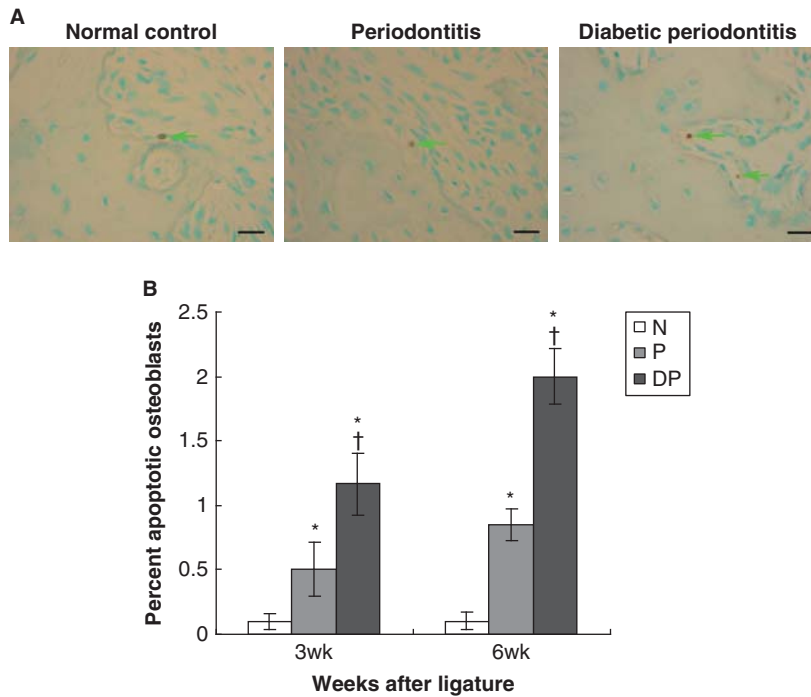 A
Normal control
Periodontitis
Diabetic periodontitis
B
Percent apoptotic osteoblasts
2.5
2
1.5
1
0.5
0
*
†
*
*
†
*
N
P
DP
3wk
6wk
Weeks after ligature